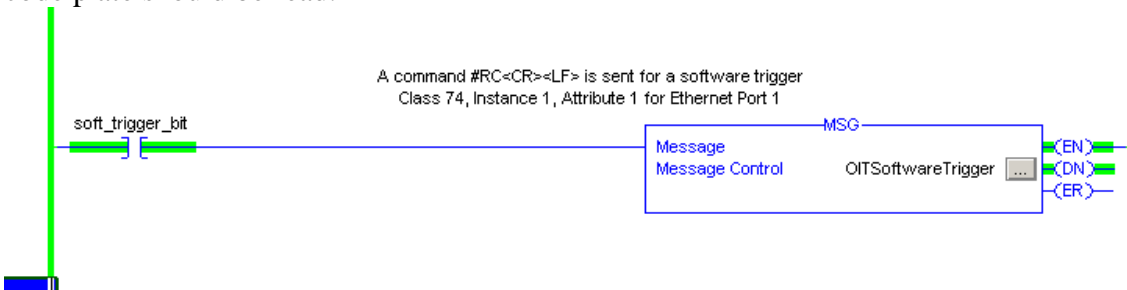 A command #RC<CR><LF> is sent for a software trigger
Class 74, Instance 1, Attribute 1 for Ethernet Port 1
soft_trigger_bit
MSG
Message
Message Control OITSoftwareTrigger ...
(EN)
(DN)
(ER)